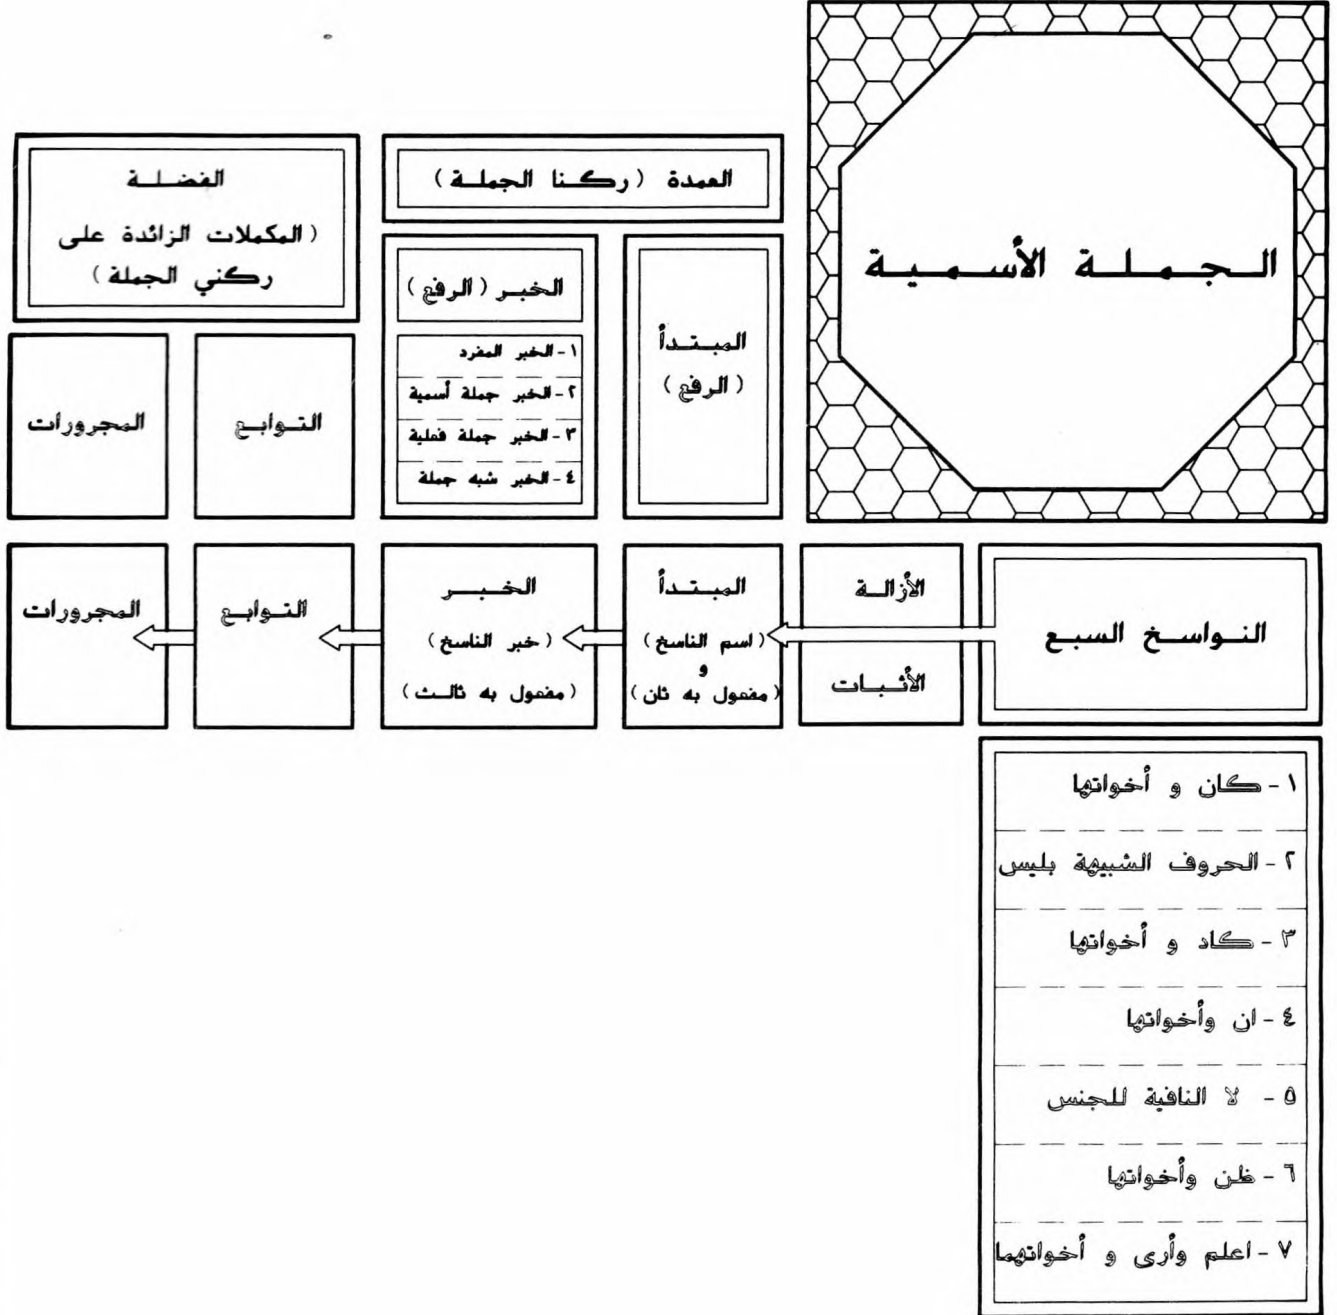 الجملة الأسمية
العمدة (ركنا الجملة)
المبتدأ
(الرفع)
الخبر (الرفع)
١- الخبر المفرد
٢- الخبر جملة أسمية
٣- الخبر جملة فعلية
٤- الخبر شبه جملة
الفضلة
(المكملات الزائدة على
ركني الجملة)
التوابع
المجرورات
النواسخ السبع
الأزالة
الأثبات
المبتدأ
(اسم الناسخ)
و
(مفعول به ثان)
الخبر
(خبر الناسخ)
(مفعول به ثالث)
التوابع
المجرورات
١- كان و أخواتها
٢- الحروف الشبيهة بليس
٣- كاد و أخواتها
٤- ان وأخواتها
٥- لا النافية للجنس
٦- ظن وأخواتها
٧- اعلم وأرى و أخواتهما